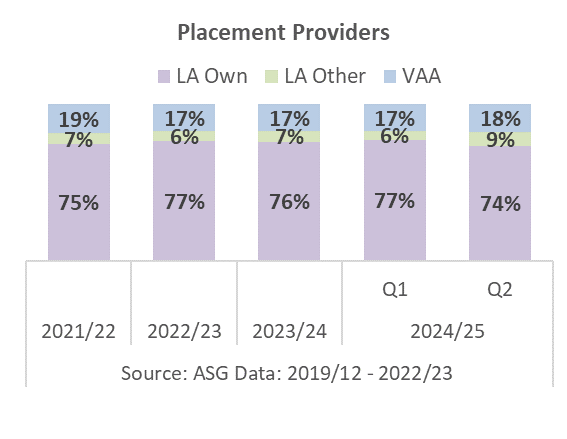 Placement Providers
LA Own LA Other VAA
19% 17% 17% 17% 18%
7% 6% 7% 6% 9%
75% 77% 76% 77% 74%
Q1 Q2
2021/22 2022/23 2023/24 2024/25
Source: ASG Data: 2019/12 - 2022/23